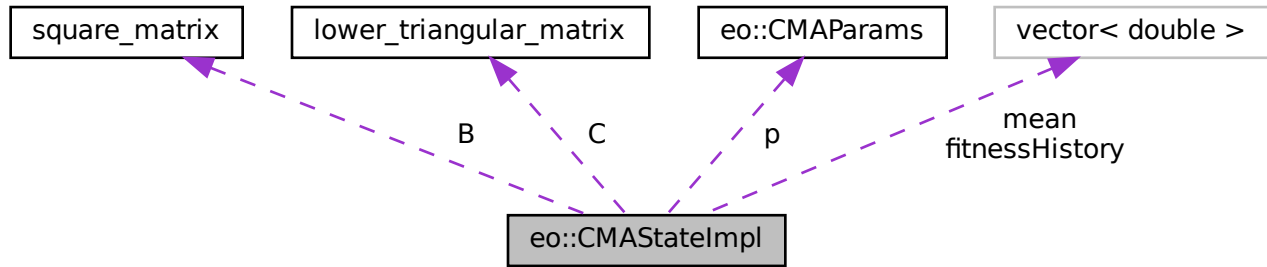 square_matrix
lower_triangular_matrix
eo::CMAParams
vector< double >
B
C
p
mean
fitnessHistory
eo::CMAStateImpl